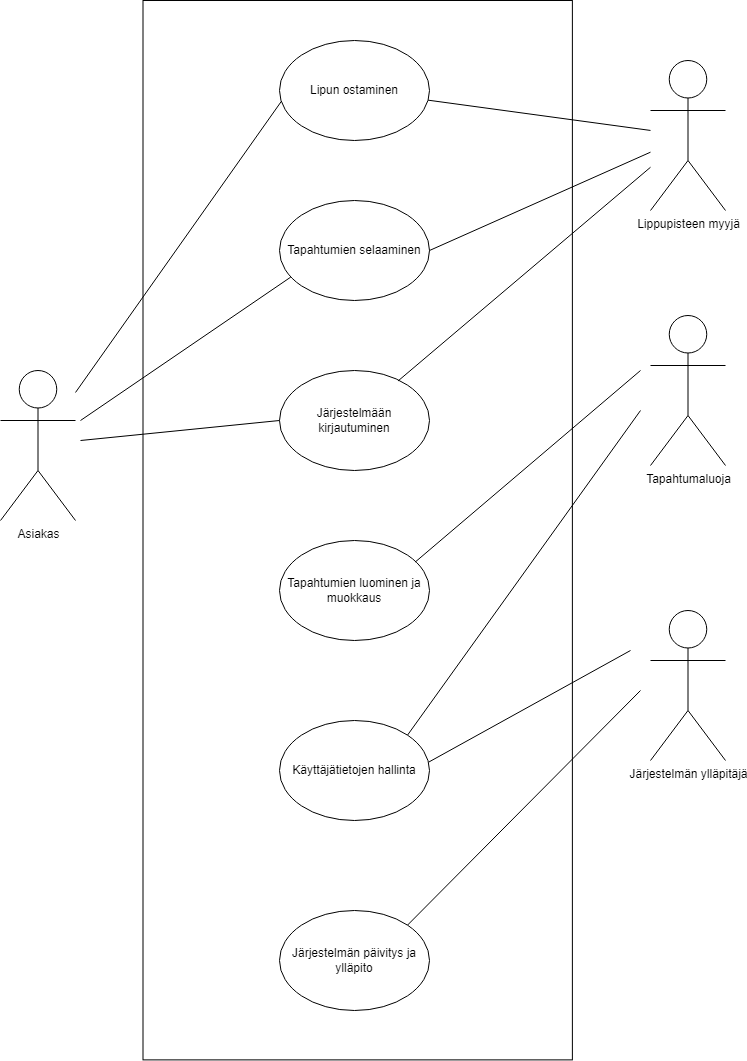 Lipun ostaminen
Lippupisteen myyjä
Tapahtumien selaaminen
Järjestelmään
kirjautuminen
Tapahtumaluoja
Asiakas
Tapahtumien luominen ja
muokkaus
Käyttäjätietojen hallinta
Järjestelmän ylläpitäjä
Järjestelmän päivitys ja
ylläpito